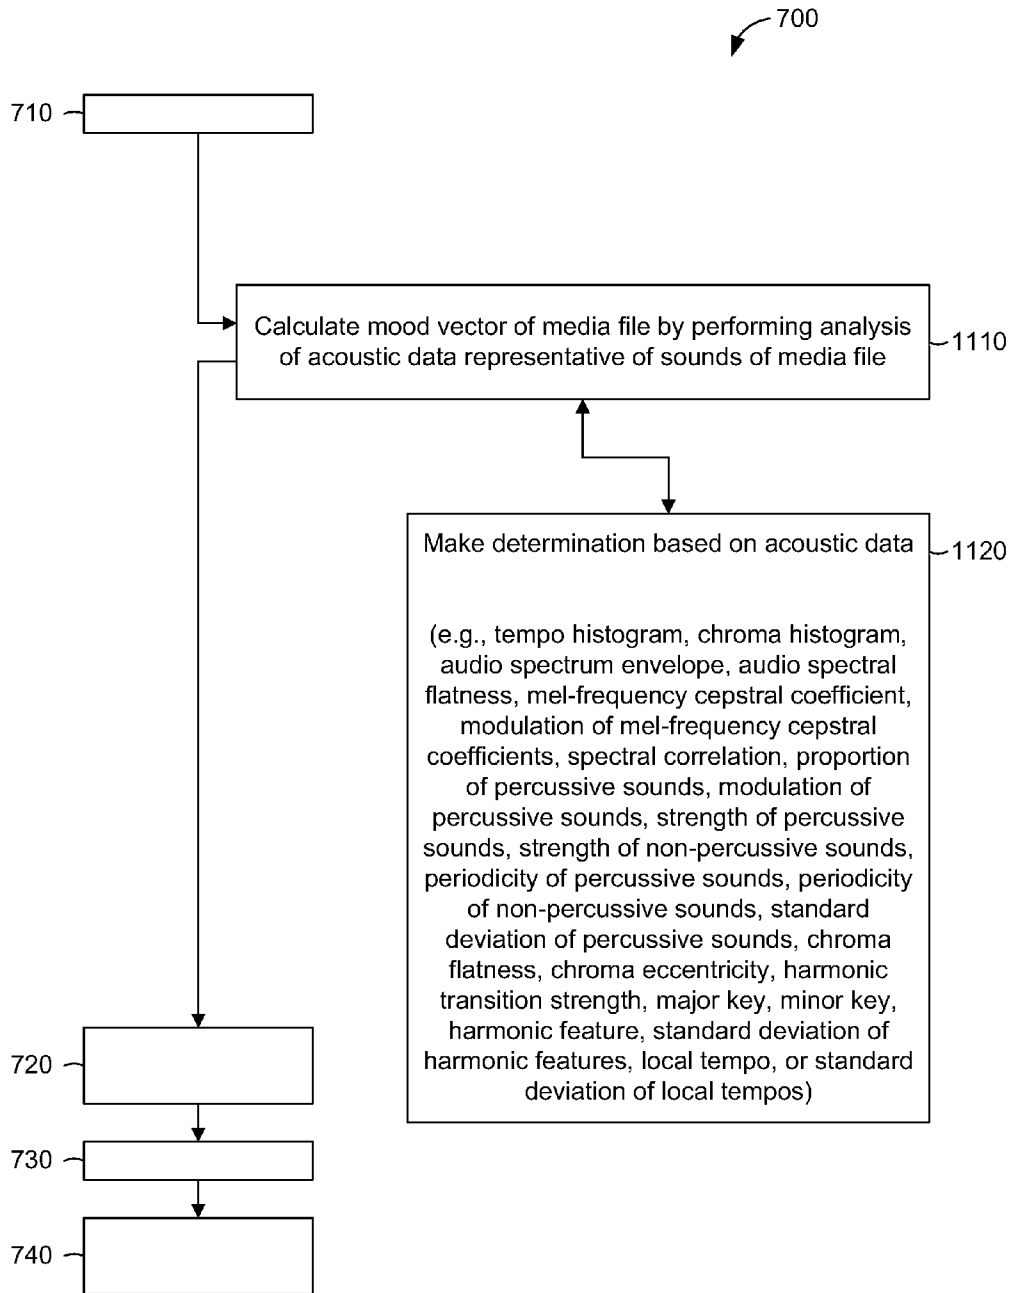 700
710
Calculate mood vector of media file by performing analysis
of acoustic data representative of sounds of media file
1110
Make determination based on acoustic data
1120
(e.g., tempo histogram, chroma histogram,
audio spectrum envelope, audio spectral
flatness, mel-frequency cepstral coefficient,
modulation of mel-frequency cepstral
coefficients, spectral correlation, proportion
of percussive sounds, modulation of
percussive sounds, strength of percussive
sounds, strength of non-percussive sounds,
periodicity of percussive sounds, periodicity
of non-percussive sounds, standard
deviation of percussive sounds, chroma
flatness, chroma eccentricity, harmonic
transition strength, major key, minor key,
harmonic feature, standard deviation of
harmonic features, local tempo, or standard
deviation of local tempos)
720
730
740